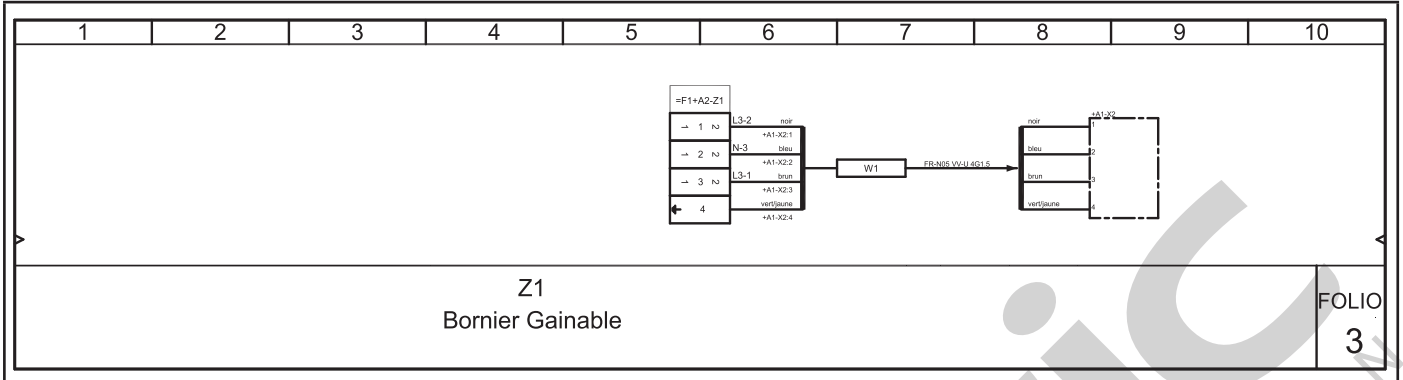 1 2 3 4 5 6 7 8 9 10
=F1+A2-Z1
1 1 2 L3-2 noir
+A1-X2:1
1 2 2 N-3 bleu
+A1-X2:2
1 3 2 L3-1 brun
+A1-X2:3
4 vert/jaune
+A1-X2:4
W1
FR-N05 VV-U 4G1,5
+A1-X2
noir 1
bleu 2
brun 3
vert/jaune 4
Z1
Bornier Gainable
FOLIO
3